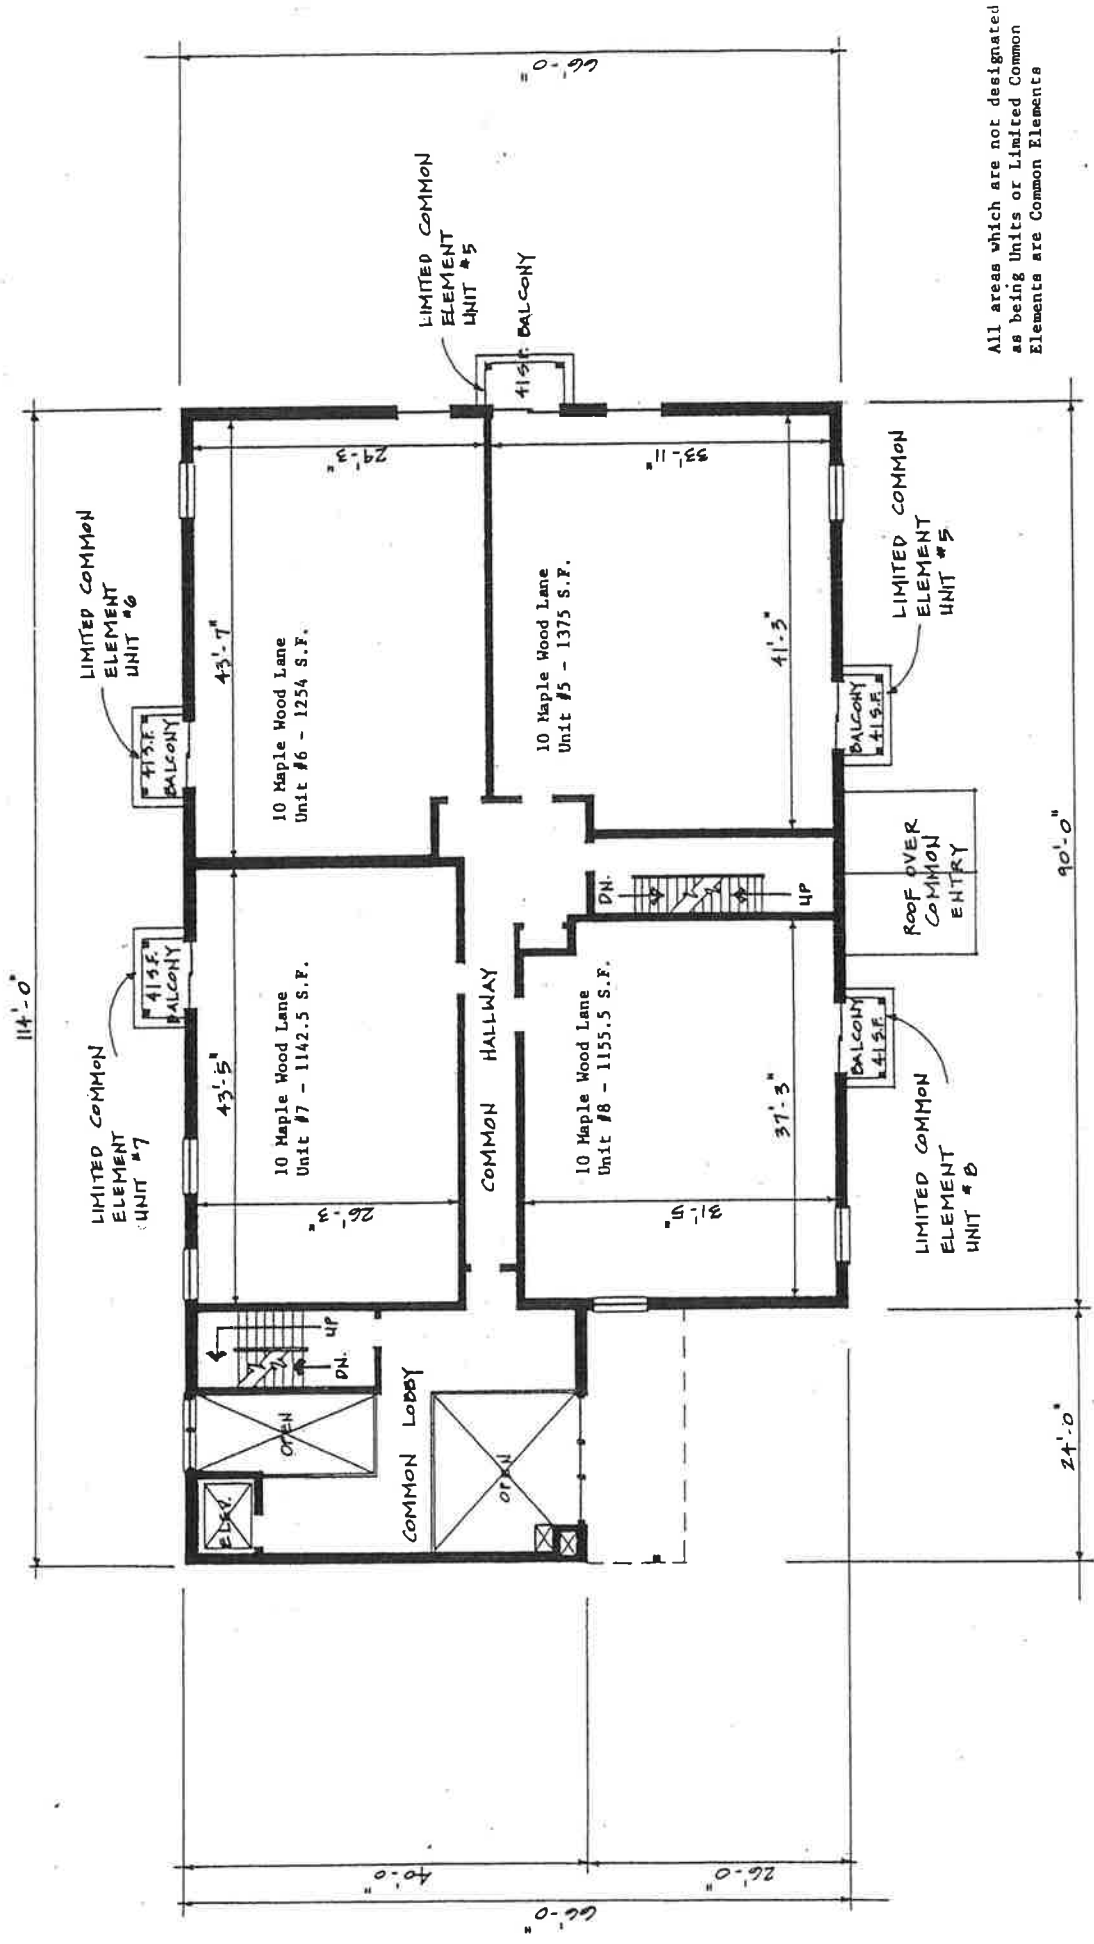 114'-0"
66'-0"
LIMITED COMMON
ELEMENT
UNIT #7
LIMITED COMMON
ELEMENT
UNIT #6
LIMITED COMMON
ELEMENT
UNIT #5
41 S.F.
BALCONY
41 S.F.
BALCONY
41 S.F. BALCONY
43'-5"
43'-7"
29'-3"
26'-3"
10 Maple Wood Lane
Unit #7 - 1142.5 S.F.
10 Maple Wood Lane
Unit #6 - 1254 S.F.
UP
DN.
OPEN
ELEV.
COMMON LOBBY
OPEN
COMMON HALLWAY
10 Maple Wood Lane
Unit #8 - 1155.5 S.F.
10 Maple Wood Lane
Unit #5 - 1375 S.F.
DN.
UP
31'-5"
33'-11"
37'-3"
41'-3"
BALCONY
41 S.F.
BALCONY
41 S.F.
ROOF OVER
COMMON
ENTRY
LIMITED COMMON
ELEMENT
UNIT #8
LIMITED COMMON
ELEMENT
UNIT #5
24'-0"
90'-0"
40'-0"
26'-0"
66'-0"
All areas which are not designated
as being Units or Limited Common
Elements are Common Elements